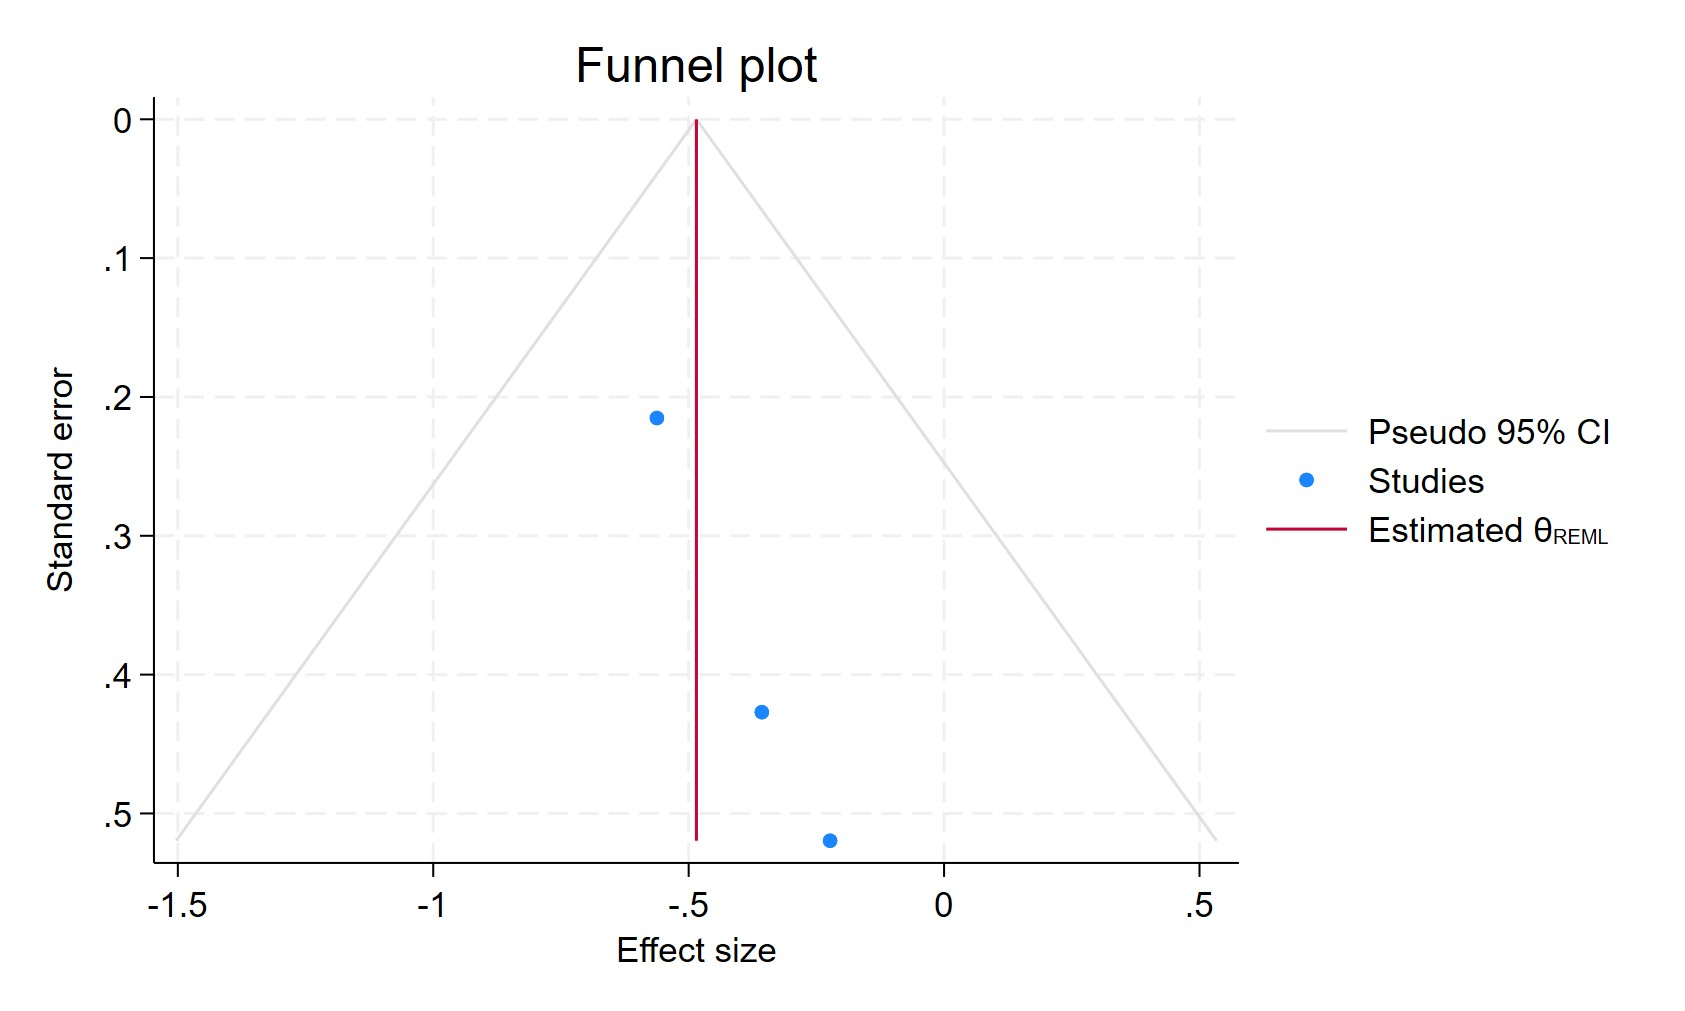 Funnel plot
0
.1
.2
.3
.4
.5
Standard error
-1.5
-1
-.5
0
.5
Effect size
Pseudo 95% CI
Studies
Estimated θREML